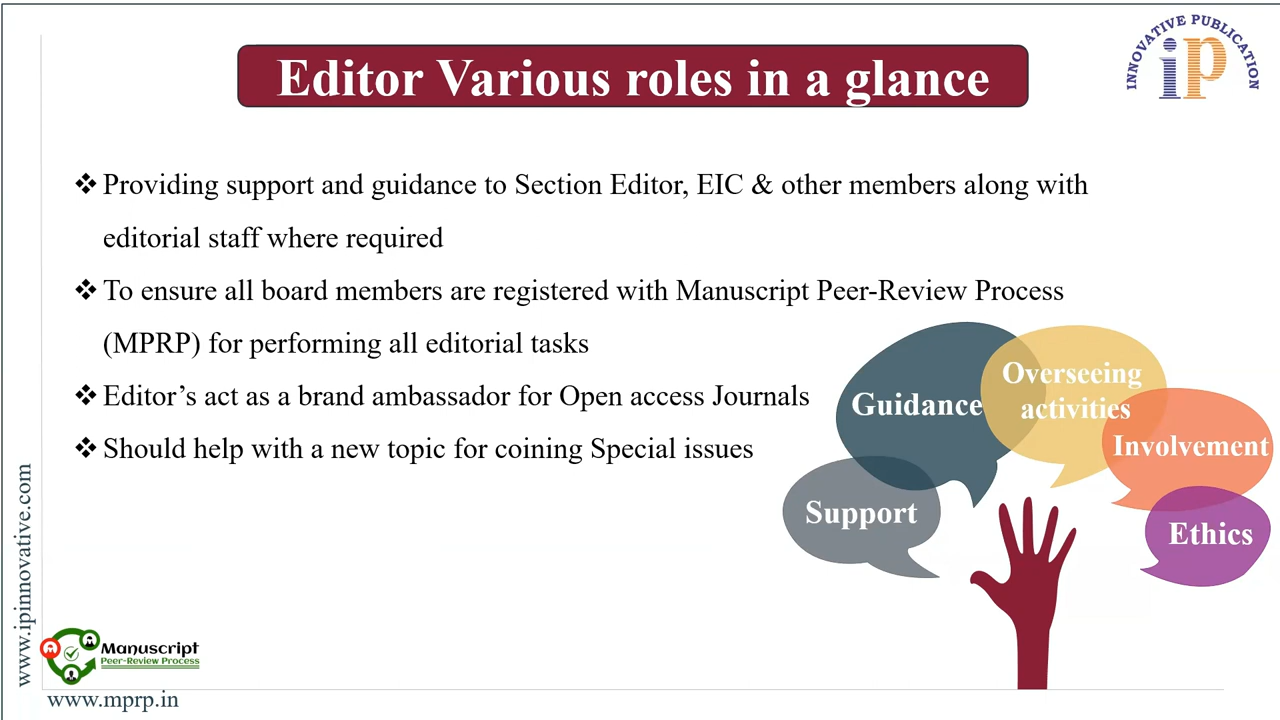 Editor Various roles in a glance
INNOVATIVE PUBLICATION
iP
❖ Providing support and guidance to Section Editor, EIC & other members along with
editorial staff where required
❖ To ensure all board members are registered with Manuscript Peer-Review Process
(MPRP) for performing all editorial tasks
❖ Editor’s act as a brand ambassador for Open access Journals
❖ Should help with a new topic for coining Special issues
Guidance
Overseeing
activities
Involvement
Support
Ethics
www.ipinnovative.com
Manuscript
Peer-Review Process
www.mprp.in